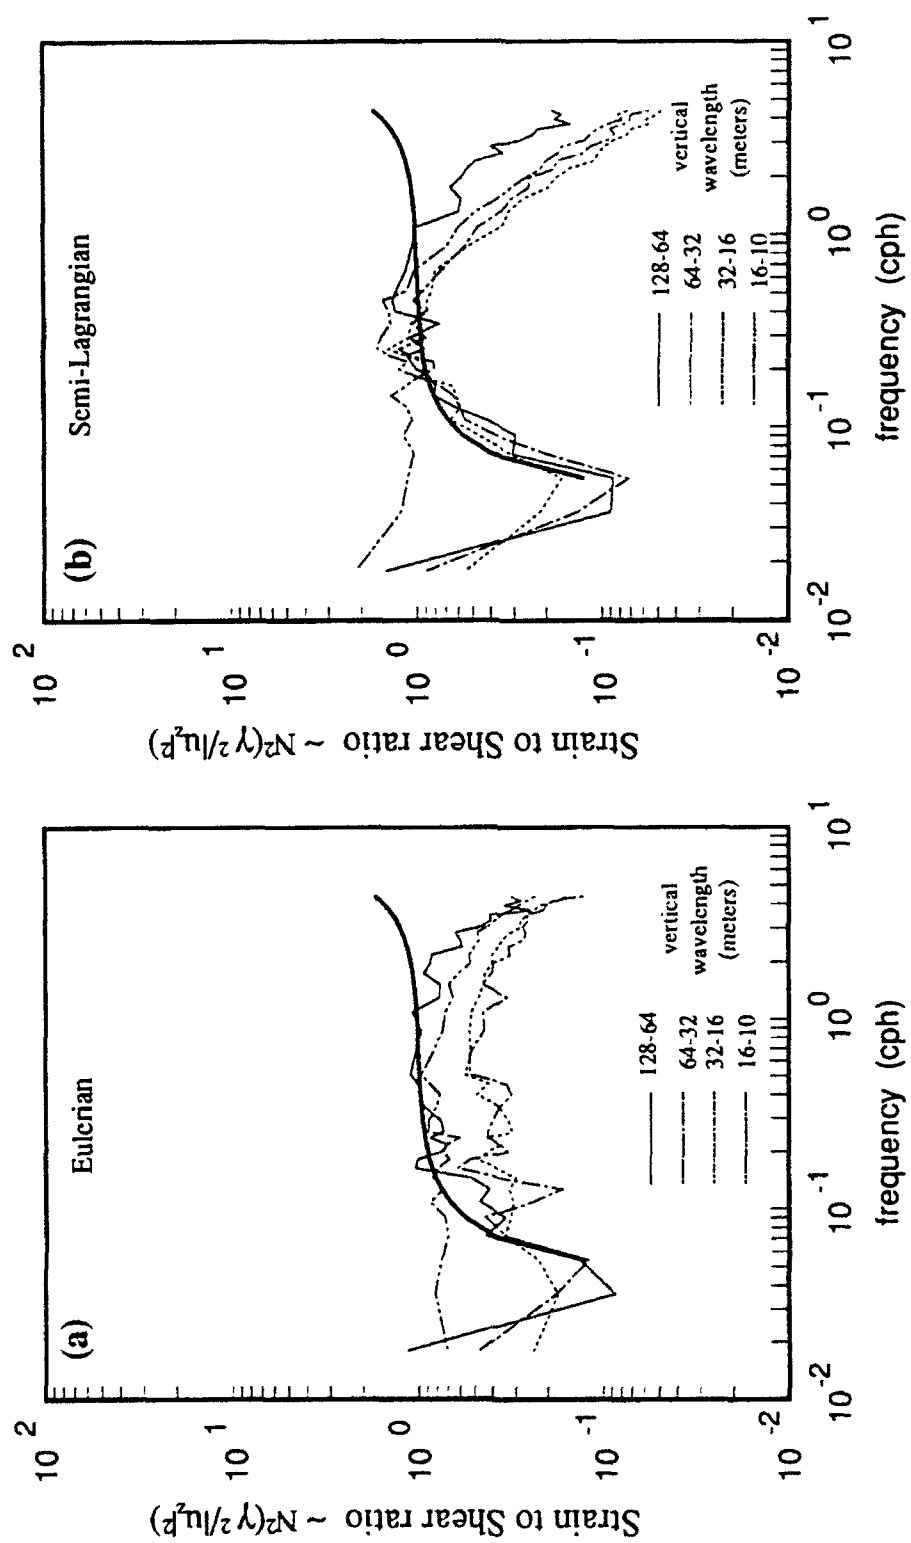 (a)
Eulerian
10 2
10 1
10 0
10 -1
10 -2
Strain to Shear ratio ~ N²(γ²/|u_z|²)
10 -2
10 -1
10 0
10 1
frequency (cph)
vertical
wavelength
(meters)
128-64
64-32
32-16
16-10
(b)
Semi-Lagrangian
10 2
10 1
10 0
10 -1
10 -2
Strain to Shear ratio ~ N²(γ²/|u_z|²)
10 -2
10 -1
10 0
10 1
frequency (cph)
vertical
wavelength
(meters)
128-64
64-32
32-16
16-10